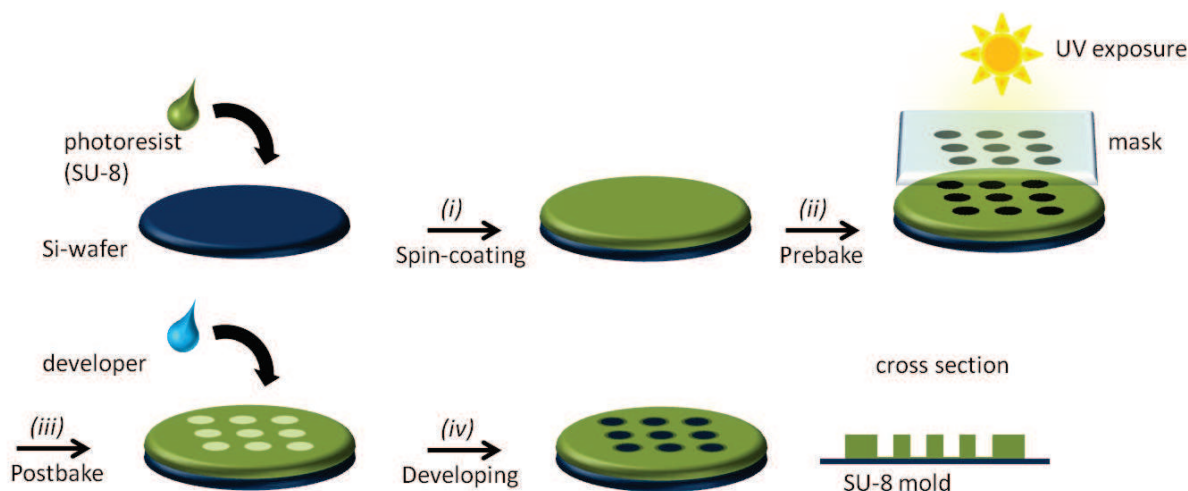 UV exposure
photoresist
(SU-8)
mask
Si-wafer
(i)
Spin-coating
(ii)
Prebake
developer
cross section
(iii)
Postbake
(iv)
Developing
SU-8 mold